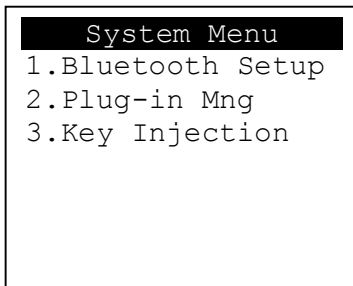 System Menu
1.Bluetooth Setup
2.Plug-in Mng
3.Key Injection